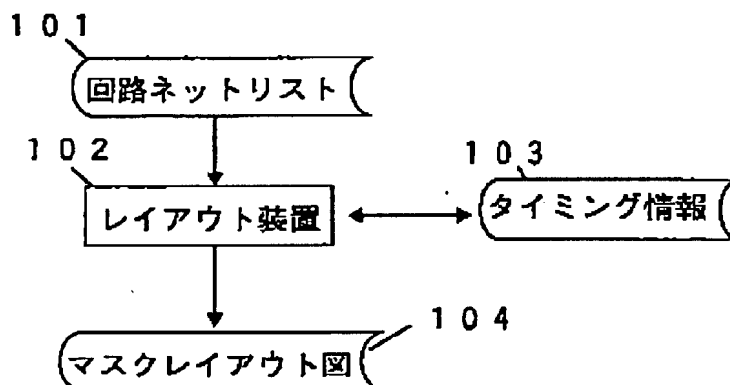 101
回路ネットリスト
102
レイアウト装置
103
タイミング情報
104
マスクレイアウト図